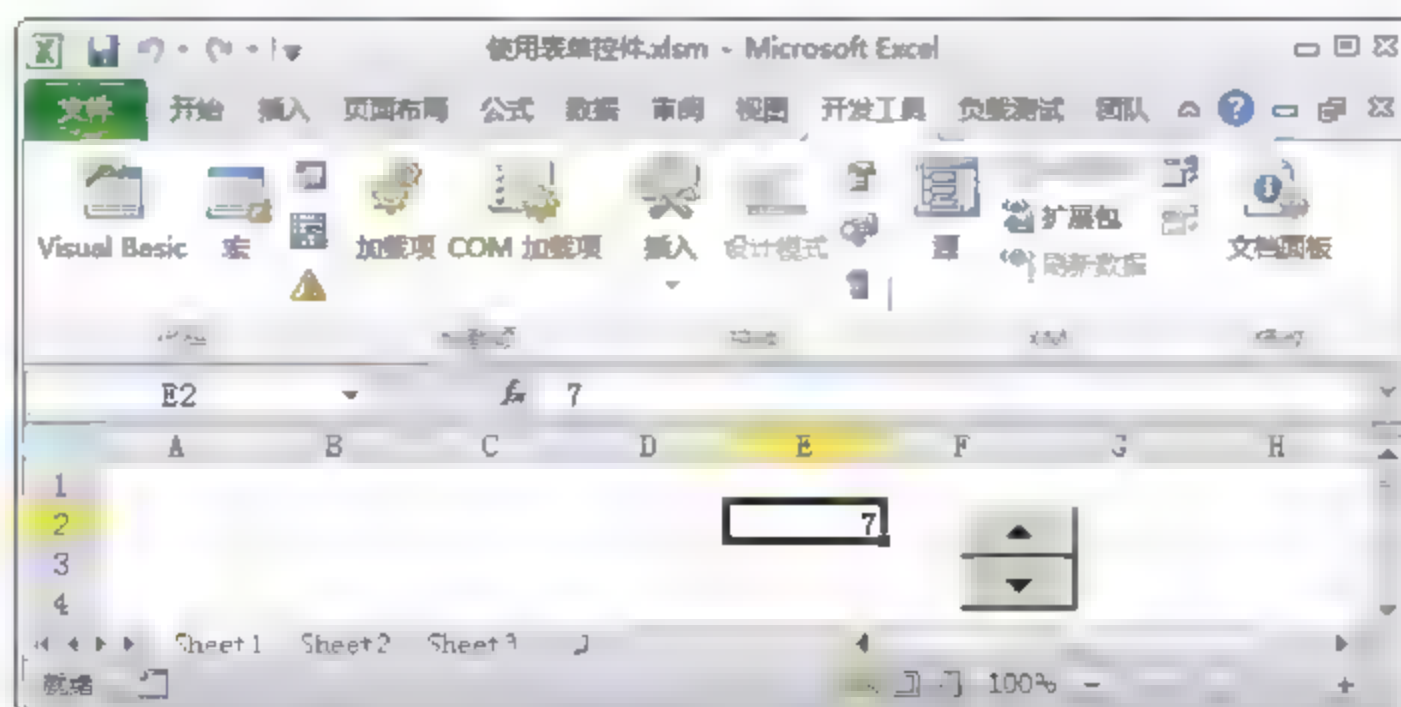 使用表单控件.xlsm - Microsoft Excel
文件 开始 插入 页面布局 公式 数据 审阅 视图 开发工具 负载测试 团队
Visual Basic 宏 加载项 COM 加载项 插入 设计模式 源 扩展包 刷新数据 文档面板
E2 fx 7
A B C D E F G H
1
2 7
3
4
Sheet1 Sheet2 Sheet3
就绪 100%